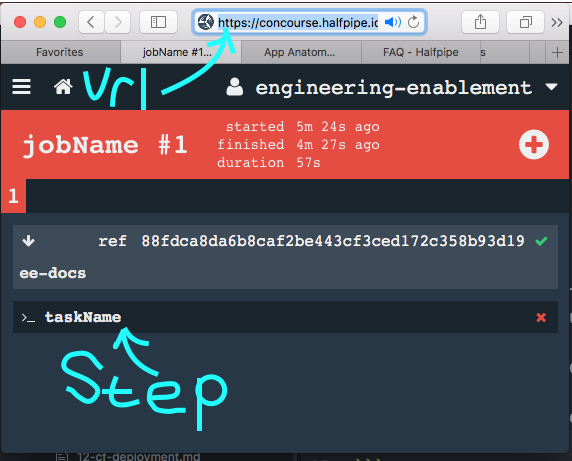 https://concourse.halfpipe.io
Favorites
jobName #1...
App Anatom...
FAQ - Halfpipe
s
url
engineering-enablement
jobName #1
started 5m 24s ago
finished 4m 27s ago
duration 57s
1
ref 88fdca8da6b8caf2be443cf3ced172c358b93d19
ee-docs
>_ taskName
Step
12-cf-deployment.md